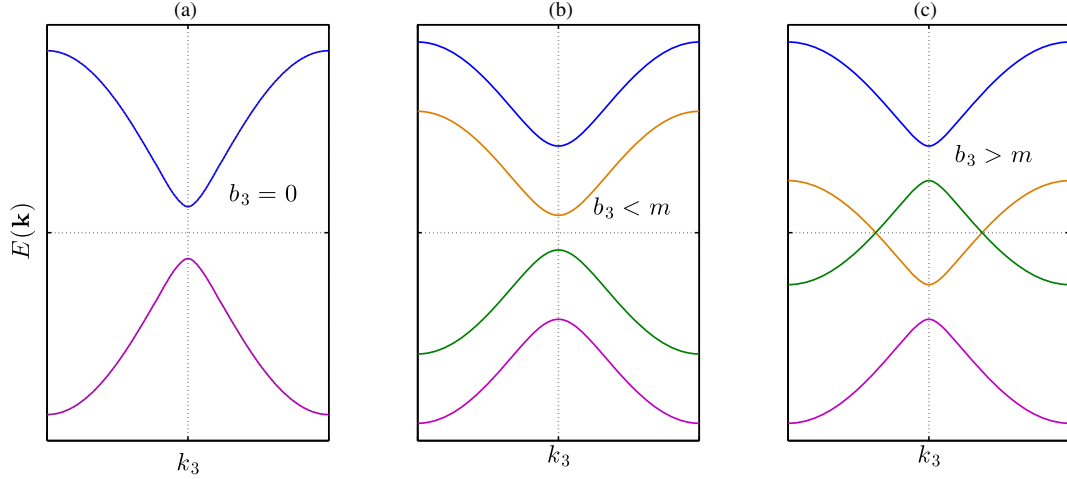 (a)
(b)
(c)
E(k)
b₃ = 0
b₃ < m
b₃ > m
k₃
k₃
k₃